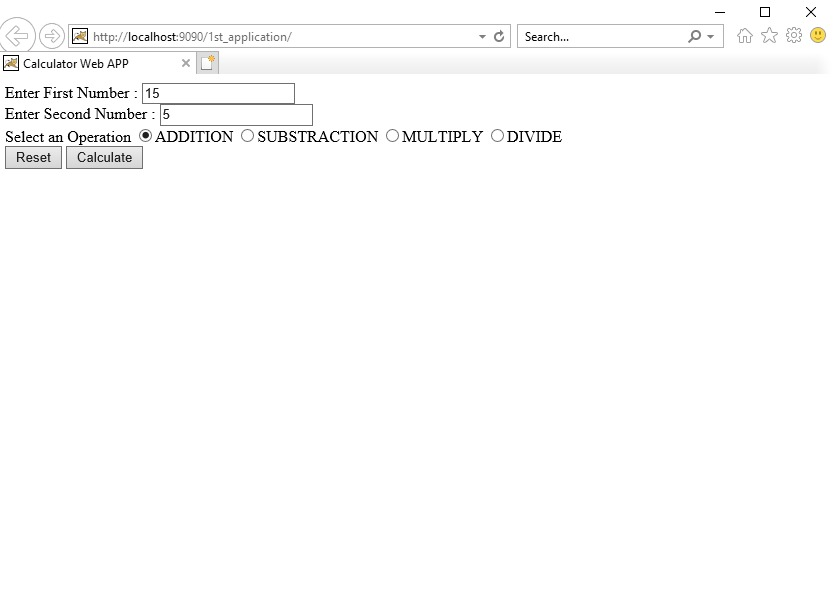 http://localhost:9090/1st_application/
Search...
Calculator Web APP
Enter First Number : 15
Enter Second Number : 5
Select an Operation ADDITION SUBSTRACTION MULTIPLY DIVIDE
Reset Calculate